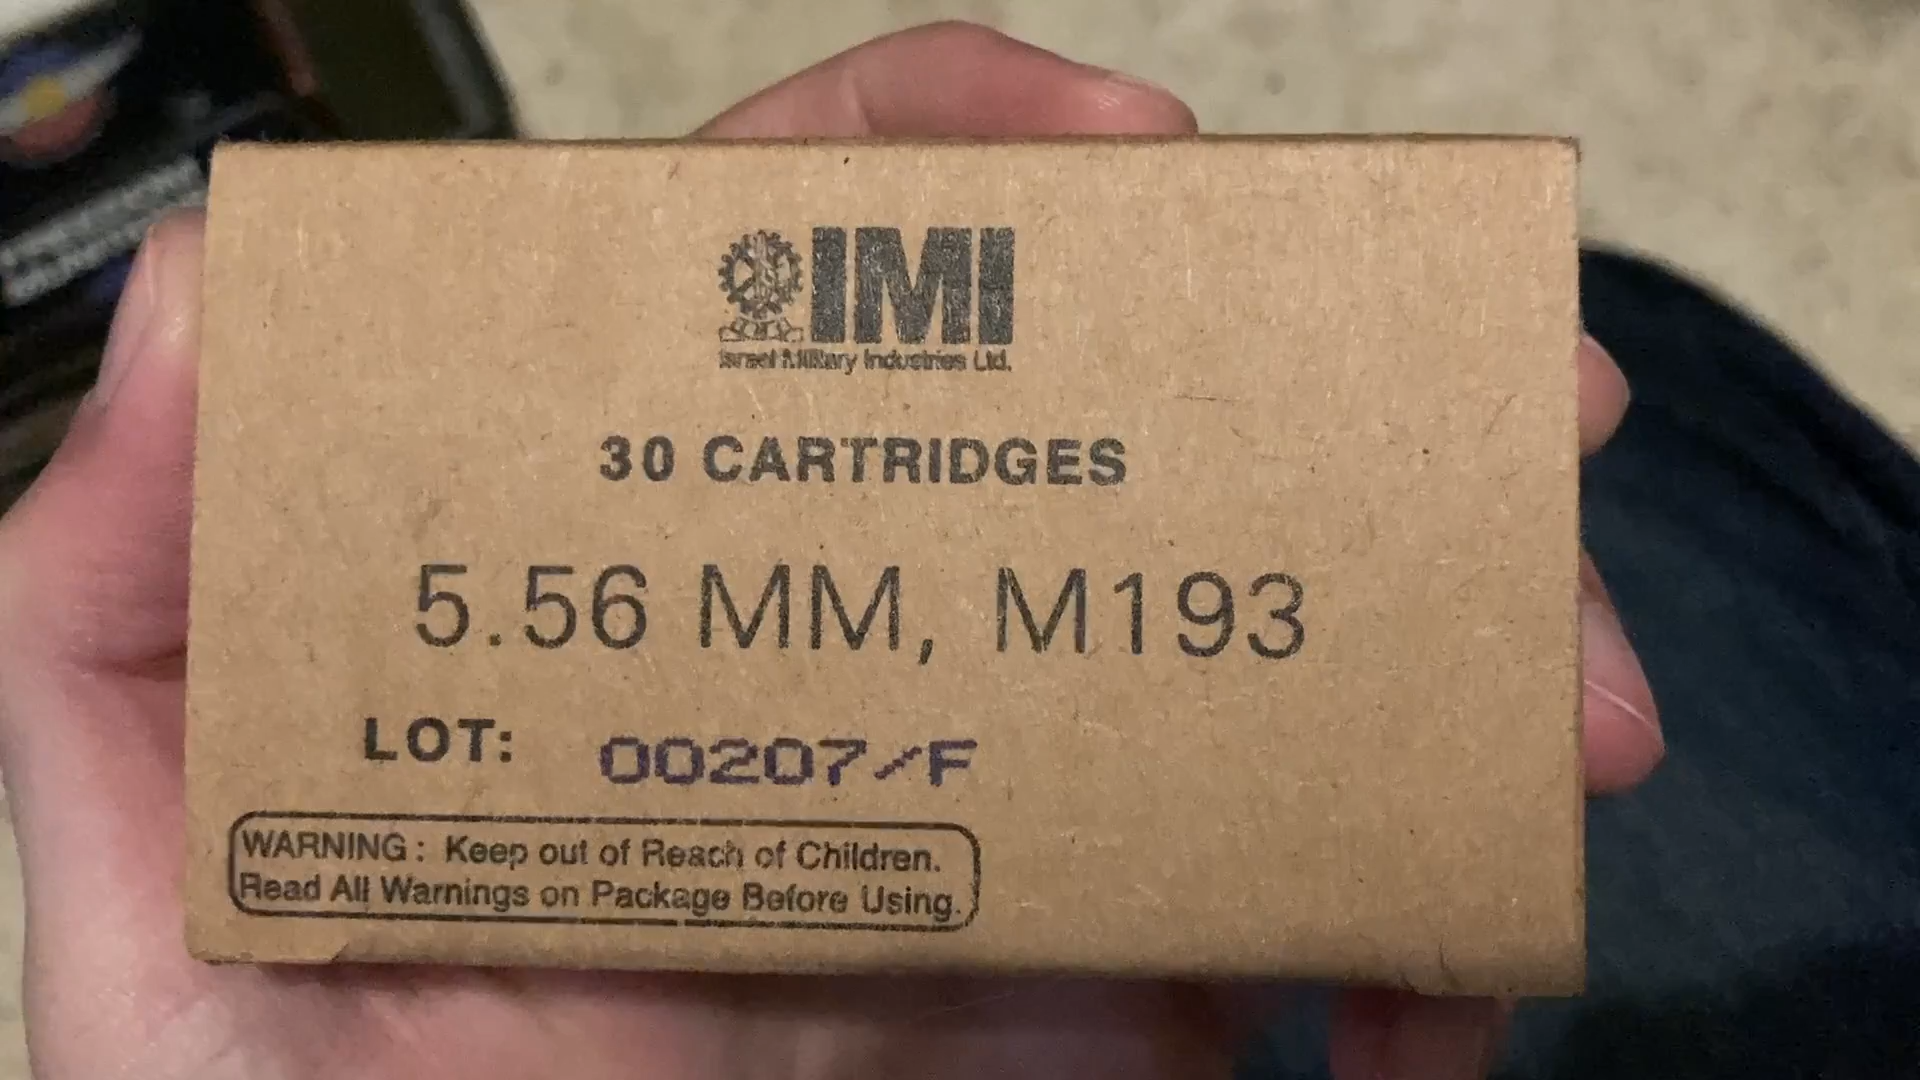 IMI
Israel Military Industries Ltd.
30 CARTRIDGES
5.56 MM, M193
LOT: 00207/F
WARNING: Keep out of Reach of Children.
Read All Warnings on Package Before Using.